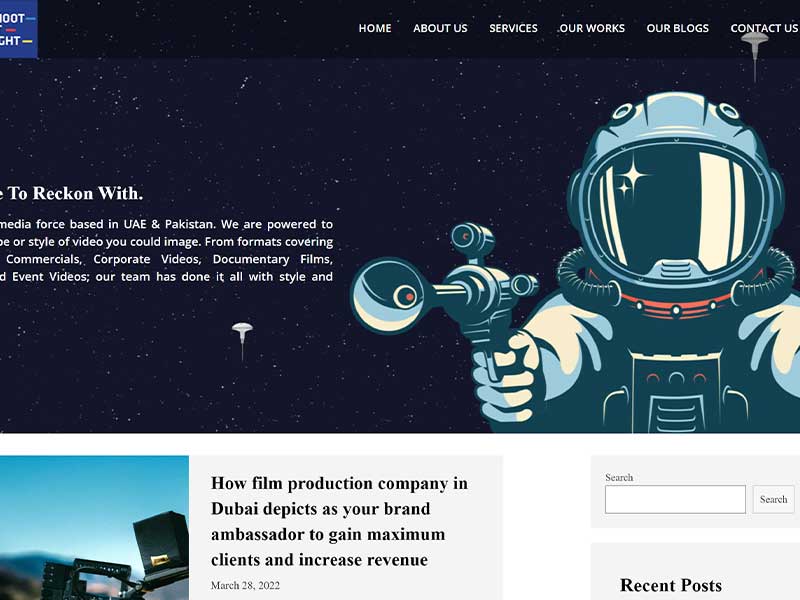 HOOT
GHT
HOME
ABOUT US
SERVICES
OUR WORKS
OUR BLOGS
CONTACT US
To Reckon With.
media force based in UAE & Pakistan. We are powered to
or style of video you could image. From formats covering
Commercials, Corporate Videos, Documentary Films,
Event Videos; our team has done it all with style and
How film production company in
Dubai depicts as your brand
ambassador to gain maximum
clients and increase revenue
March 28, 2022
Search
Search
Recent Posts